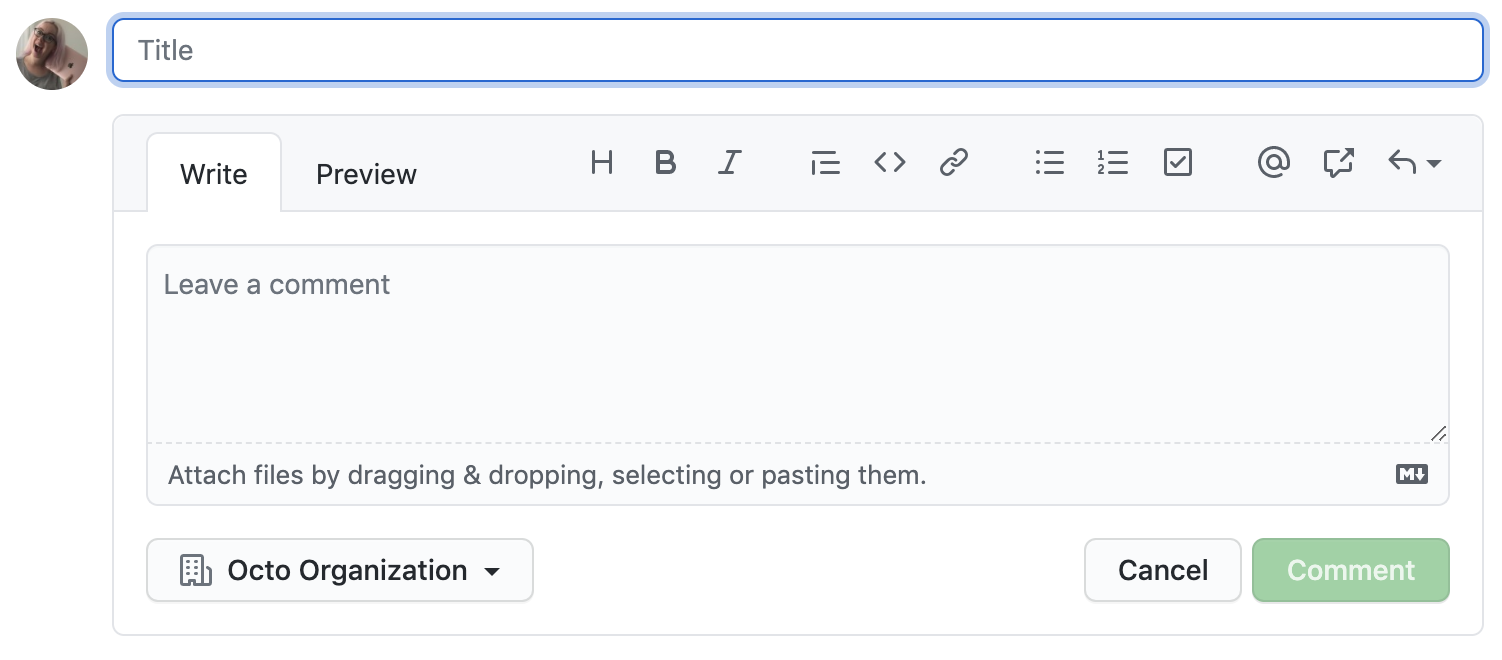 Title
Write Preview H B I
Leave a comment
Attach files by dragging & dropping, selecting or pasting them. M
Octo Organization Cancel Comment